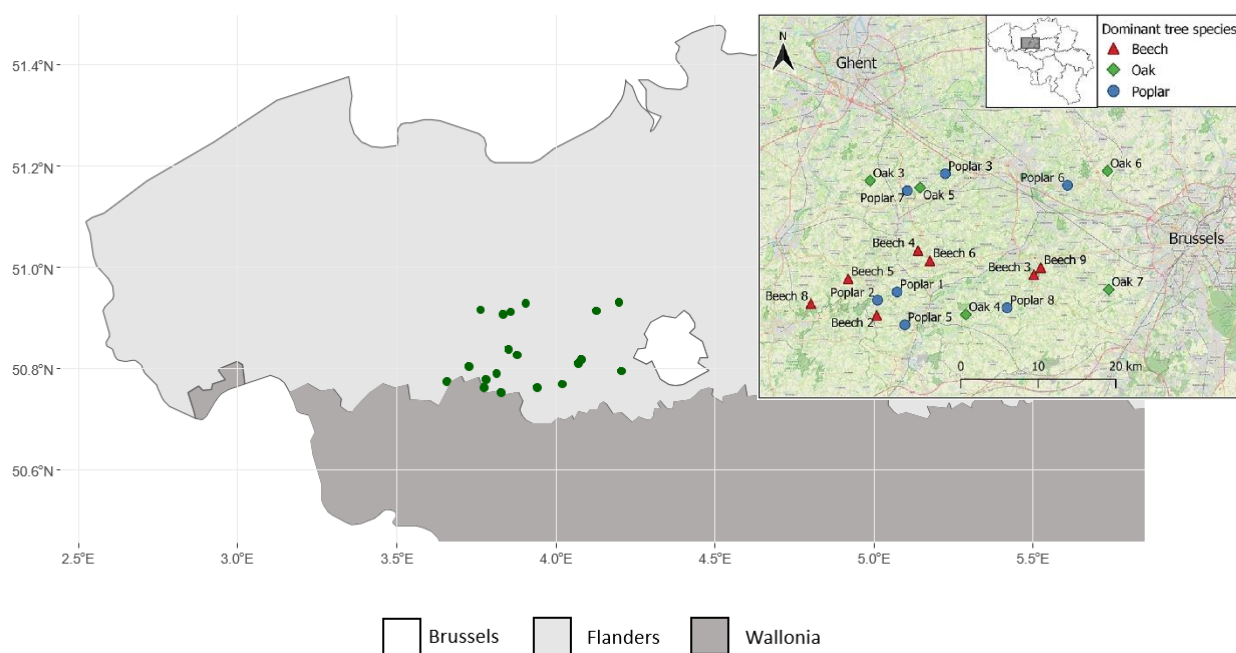 51.4°N
51.2°N
51.0°N
50.8°N
50.6°N
2.5°E
3.0°E
3.5°E
4.0°E
4.5°E
5.0°E
5.5°E
N
Ghent
Dominant tree species
Beech
Oak
Poplar
Oak 3
Poplar 3
Poplar 6
Oak 6
Poplar 7
Oak 5
Brussels
Beech 4
Beech 6
Beech 3
Beech 9
Beech 5
Poplar 1
Oak 7
Beech 8
Poplar 2
Oak 4
Poplar 8
Beech 2
Poplar 5
0
10
20 km
Brussels
Flanders
Wallonia